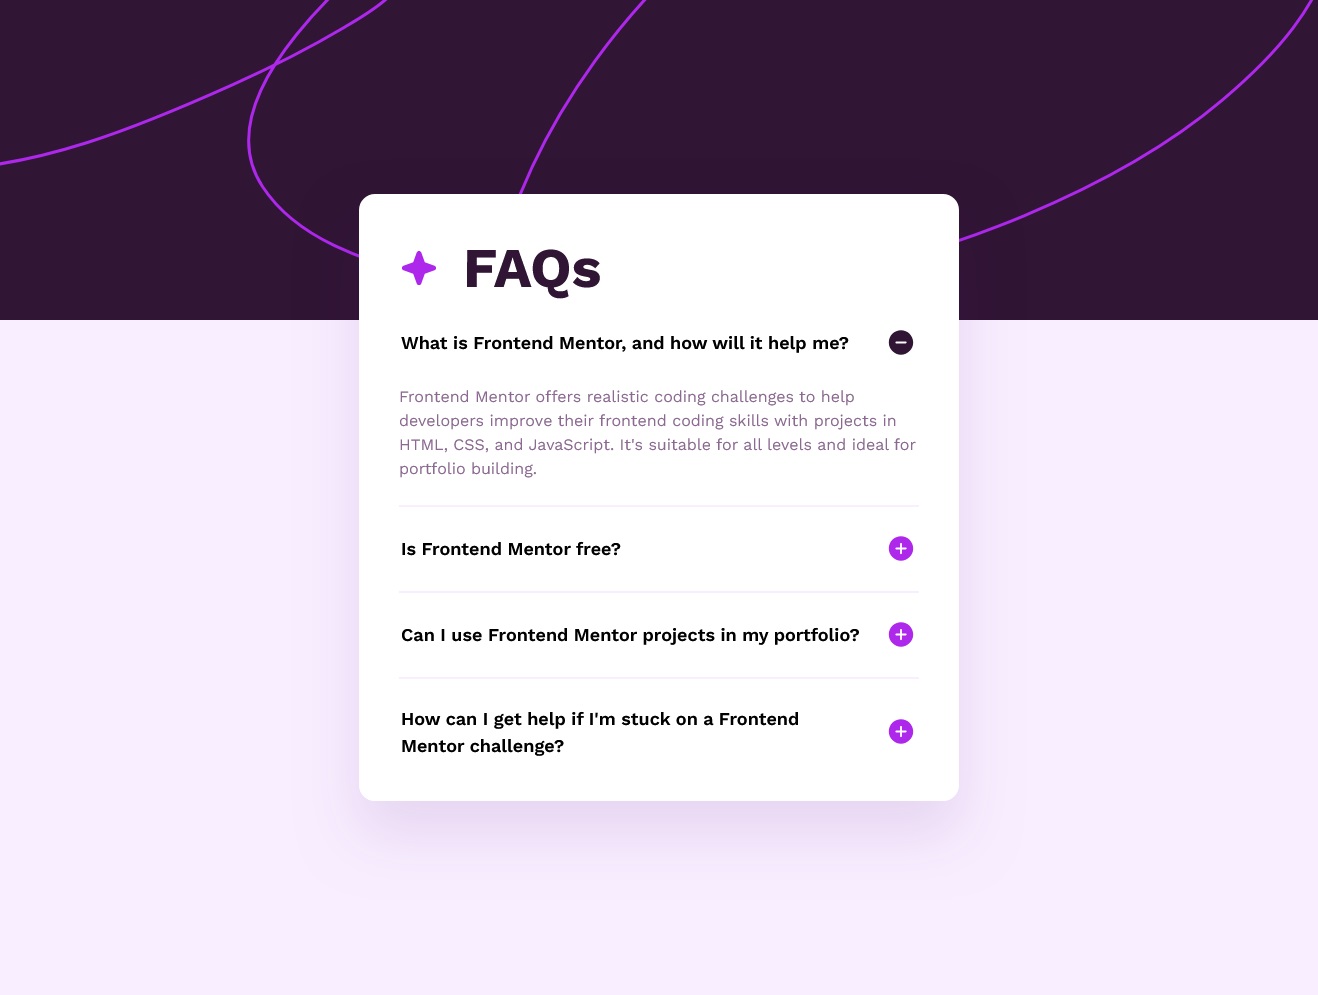 FAQs
What is Frontend Mentor, and how will it help me?
Frontend Mentor offers realistic coding challenges to help
developers improve their frontend coding skills with projects in
HTML, CSS, and JavaScript. It's suitable for all levels and ideal for
portfolio building.
Is Frontend Mentor free?
Can I use Frontend Mentor projects in my portfolio?
How can I get help if I'm stuck on a Frontend
Mentor challenge?